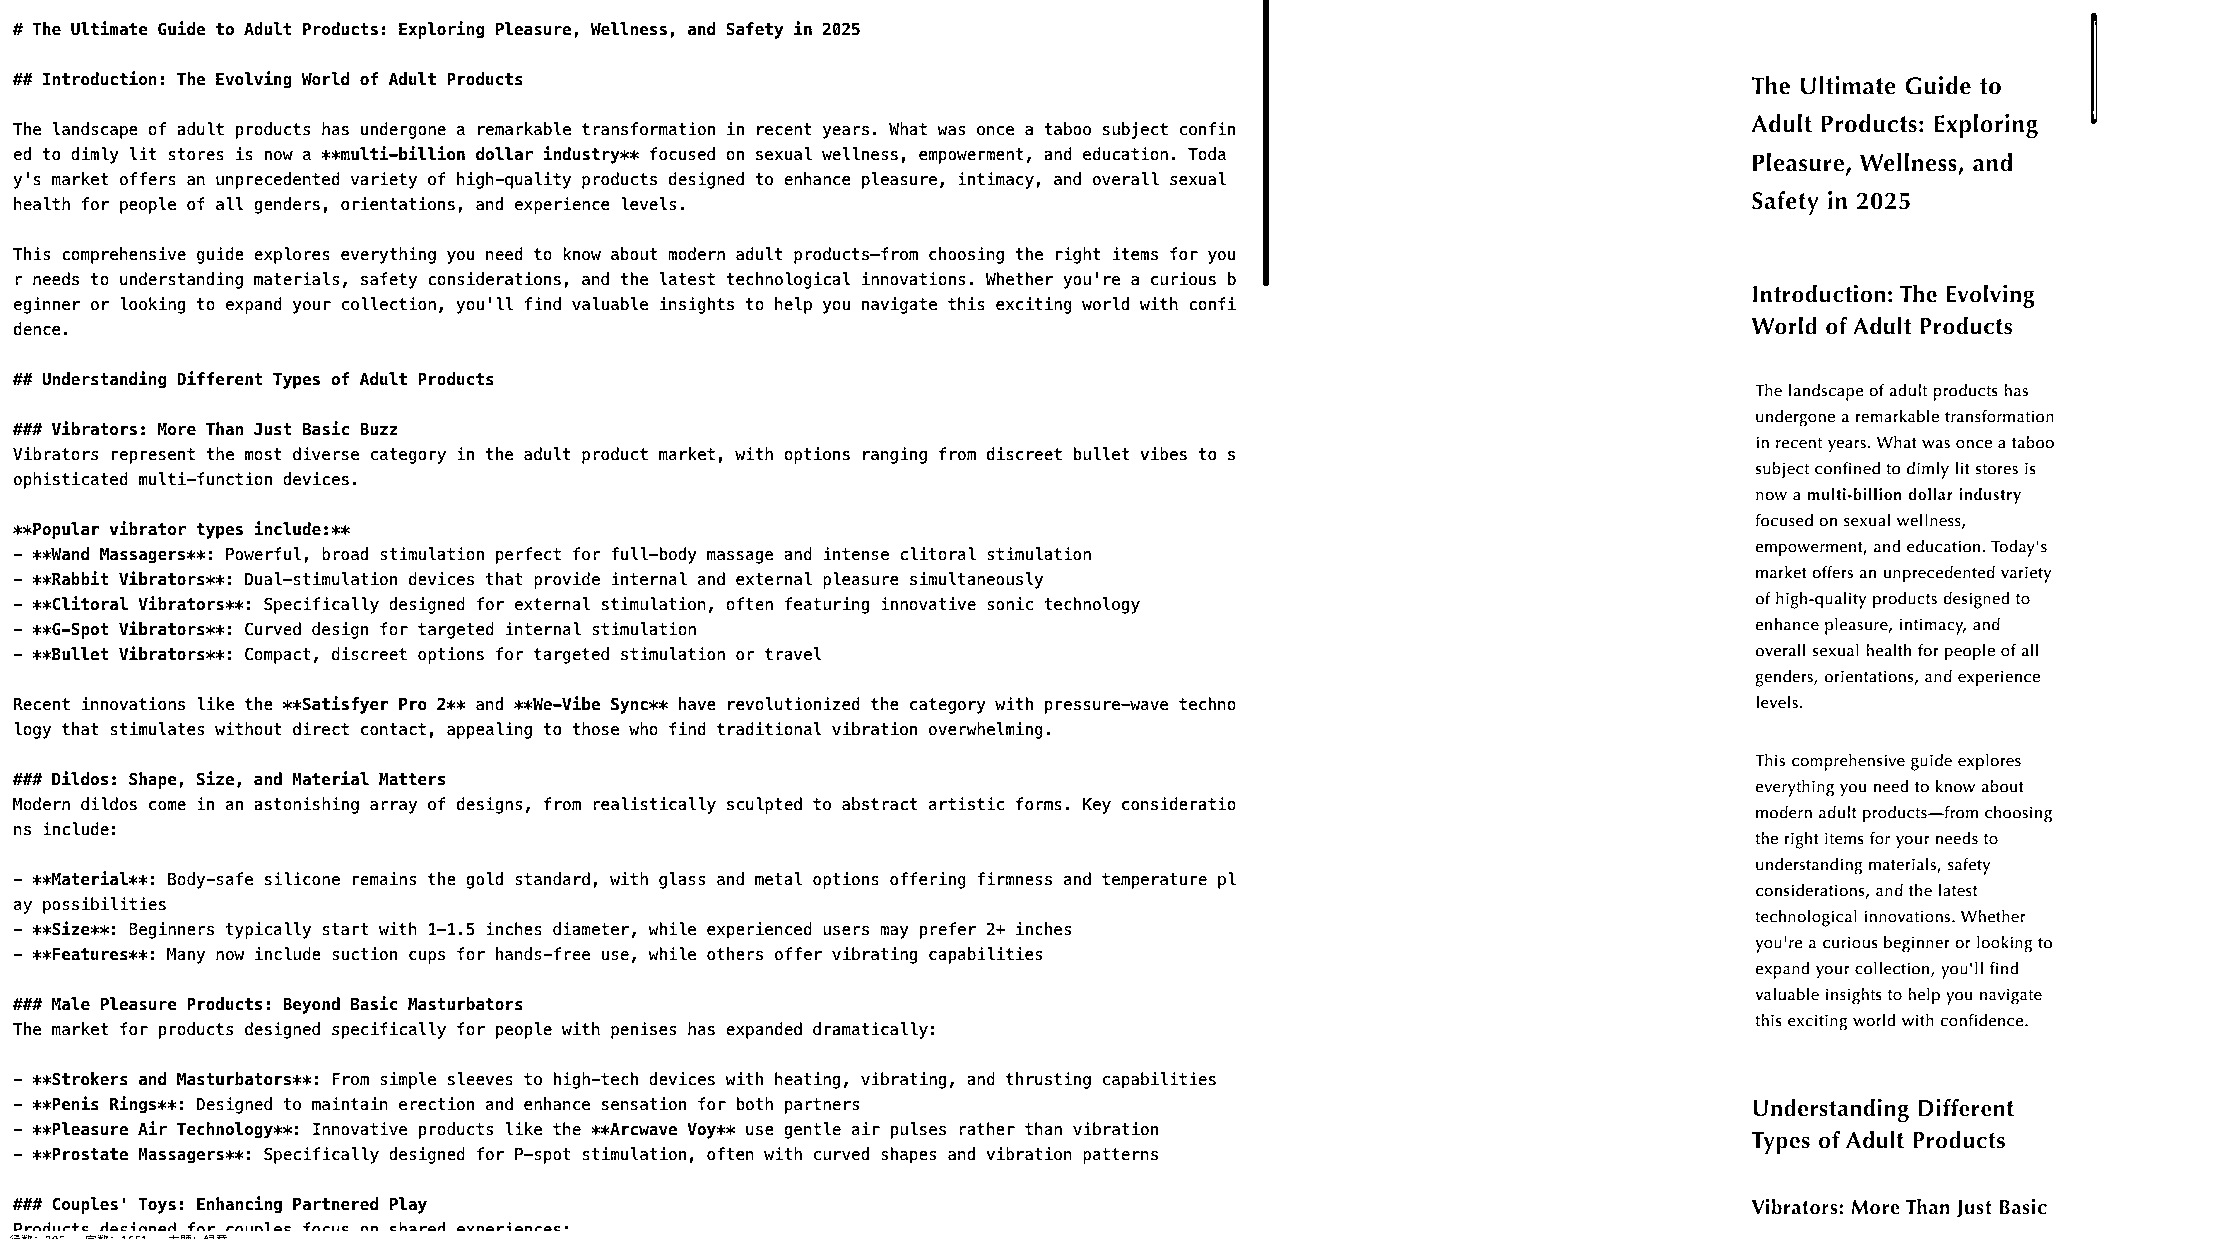 # The Ultimate Guide to Adult Products: Exploring Pleasure, Wellness, and Safety in 2025
## Introduction: The Evolving World of Adult Products
The landscape of adult products has undergone a remarkable transformation in recent years. What was once a taboo subject confin
ed to dimly lit stores is now a **multi-billion dollar industry** focused on sexual wellness, empowerment, and education. Toda
y's market offers an unprecedented variety of high-quality products designed to enhance pleasure, intimacy, and overall sexual
health for people of all genders, orientations, and experience levels.
This comprehensive guide explores everything you need to know about modern adult products—from choosing the right items for you
r needs to understanding materials, safety considerations, and the latest technological innovations. Whether you're a curious b
eginner or looking to expand your collection, you'll find valuable insights to help you navigate this exciting world with confi
dence.
## Understanding Different Types of Adult Products
### Vibrators: More Than Just Basic Buzz
Vibrators represent the most diverse category in the adult product market, with options ranging from discreet bullet vibes to s
ophisticated multi-function devices.
**Popular vibrator types include:**
- **Wand Massagers**: Powerful, broad stimulation perfect for full-body massage and intense clitoral stimulation
- **Rabbit Vibrators**: Dual-stimulation devices that provide internal and external pleasure simultaneously
- **Clitoral Vibrators**: Specifically designed for external stimulation, often featuring innovative sonic technology
- **G-Spot Vibrators**: Curved design for targeted internal stimulation
- **Bullet Vibrators**: Compact, discreet options for targeted stimulation or travel
Recent innovations like the **Satisfyer Pro 2** and **We-Vibe Sync** have revolutionized the category with pressure-wave techno
logy that stimulates without direct contact, appealing to those who find traditional vibration overwhelming.
### Dildos: Shape, Size, and Material Matters
Modern dildos come in an astonishing array of designs, from realistically sculpted to abstract artistic forms. Key consideratio
ns include:
- **Material**: Body-safe silicone remains the gold standard, with glass and metal options offering firmness and temperature pl
ay possibilities
- **Size**: Beginners typically start with 1-1.5 inches diameter, while experienced users may prefer 2+ inches
- **Features**: Many now include suction cups for hands-free use, while others offer vibrating capabilities
### Male Pleasure Products: Beyond Basic Masturbators
The market for products designed specifically for people with penises has expanded dramatically:
- **Strokers and Masturbators**: From simple sleeves to high-tech devices with heating, vibrating, and thrusting capabilities
- **Penis Rings**: Designed to maintain erection and enhance sensation for both partners
- **Pleasure Air Technology**: Innovative products like the **Arcwave Voy** use gentle air pulses rather than vibration
- **Prostate Massagers**: Specifically designed for P-spot stimulation, often with curved shapes and vibration patterns
### Couples' Toys: Enhancing Partnered Play
Products designed for couples focus on shared experiences:
The Ultimate Guide to
Adult Products: Exploring
Pleasure, Wellness, and
Safety in 2025
Introduction: The Evolving
World of Adult Products
The landscape of adult products has
undergone a remarkable transformation
in recent years. What was once a taboo
subject confined to dimly lit stores is
now a multi-billion dollar industry
focused on sexual wellness,
empowerment, and education. Today's
market offers an unprecedented variety
of high-quality products designed to
enhance pleasure, intimacy, and
overall sexual health for people of all
genders, orientations, and experience
levels.
This comprehensive guide explores
everything you need to know about
modern adult products—from choosing
the right items for your needs to
understanding materials, safety
considerations, and the latest
technological innovations. Whether
you're a curious beginner or looking to
expand your collection, you'll find
valuable insights to help you navigate
this exciting world with confidence.
Understanding Different
Types of Adult Products
Vibrators: More Than Just Basic